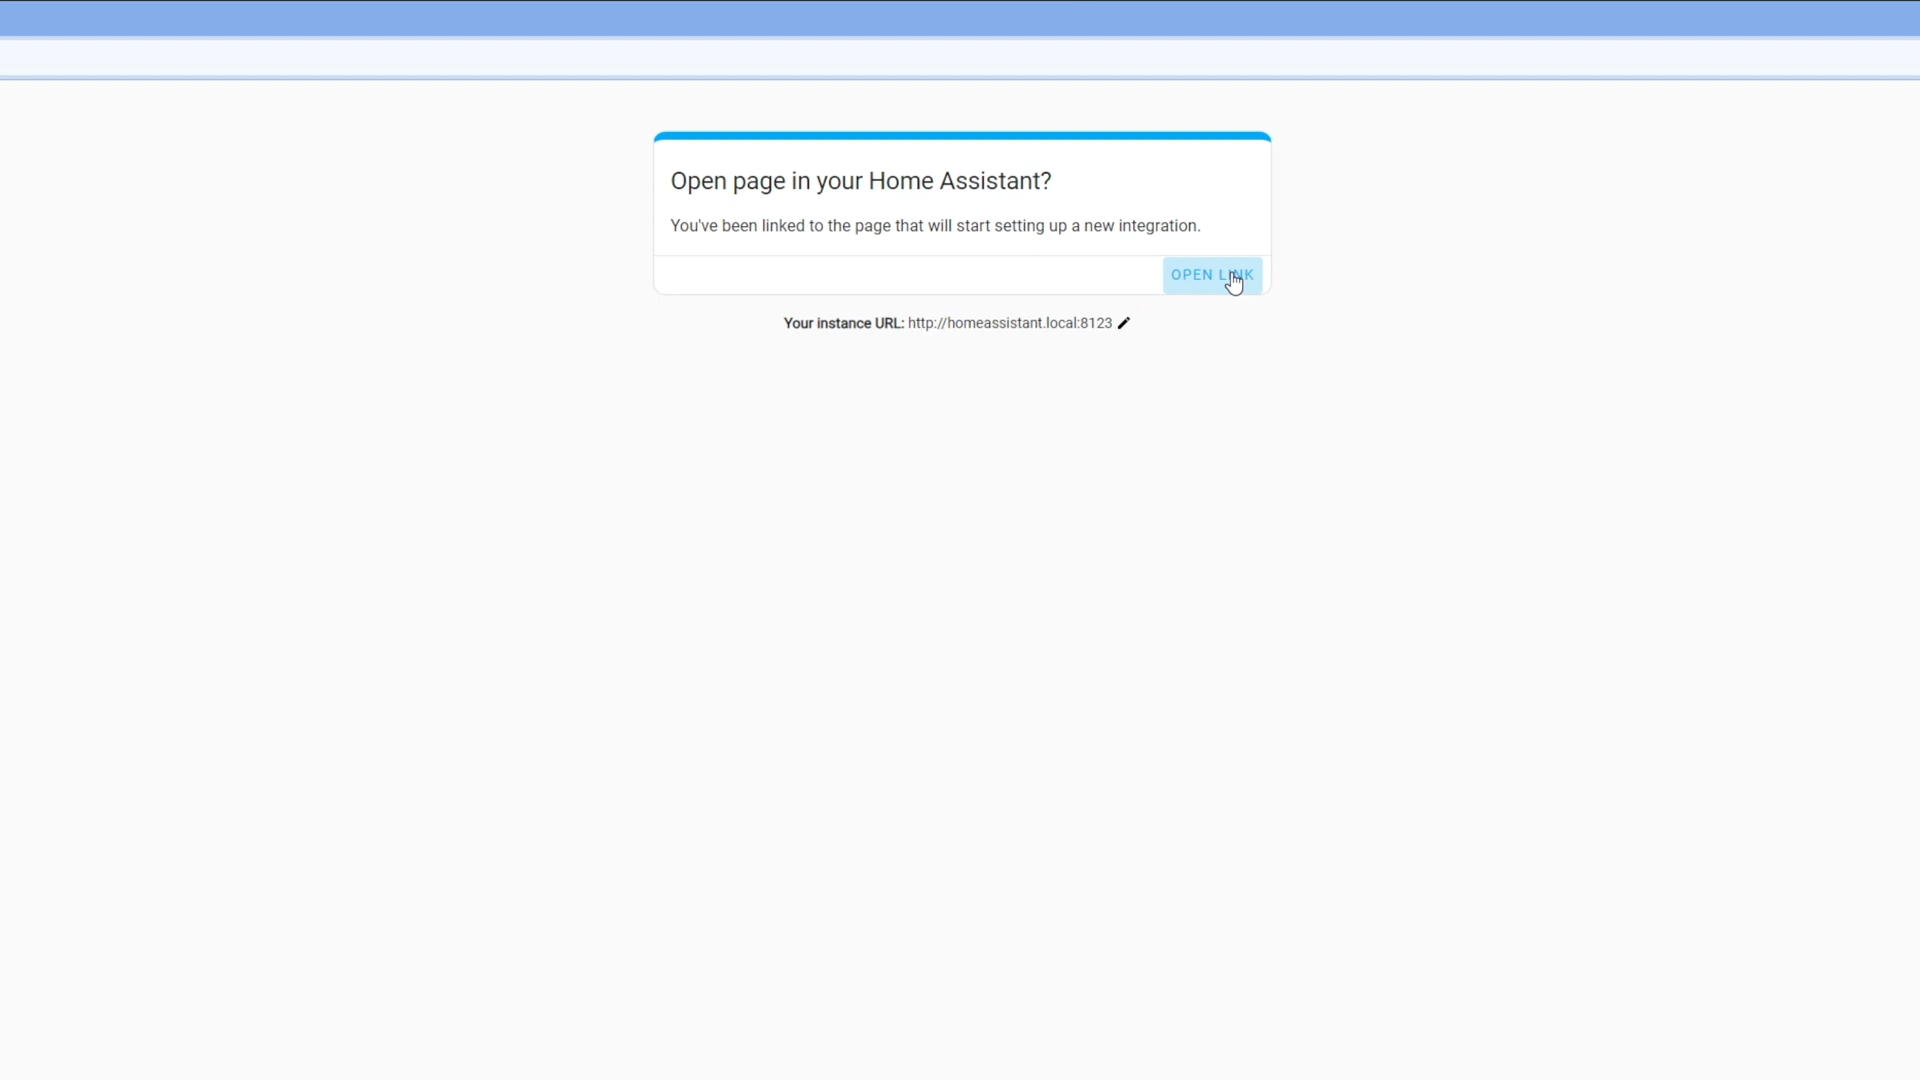 Open page in your Home Assistant?
You've been linked to the page that will start setting up a new integration.
OPEN LINK
Your instance URL: http://homeassistant.local:8123